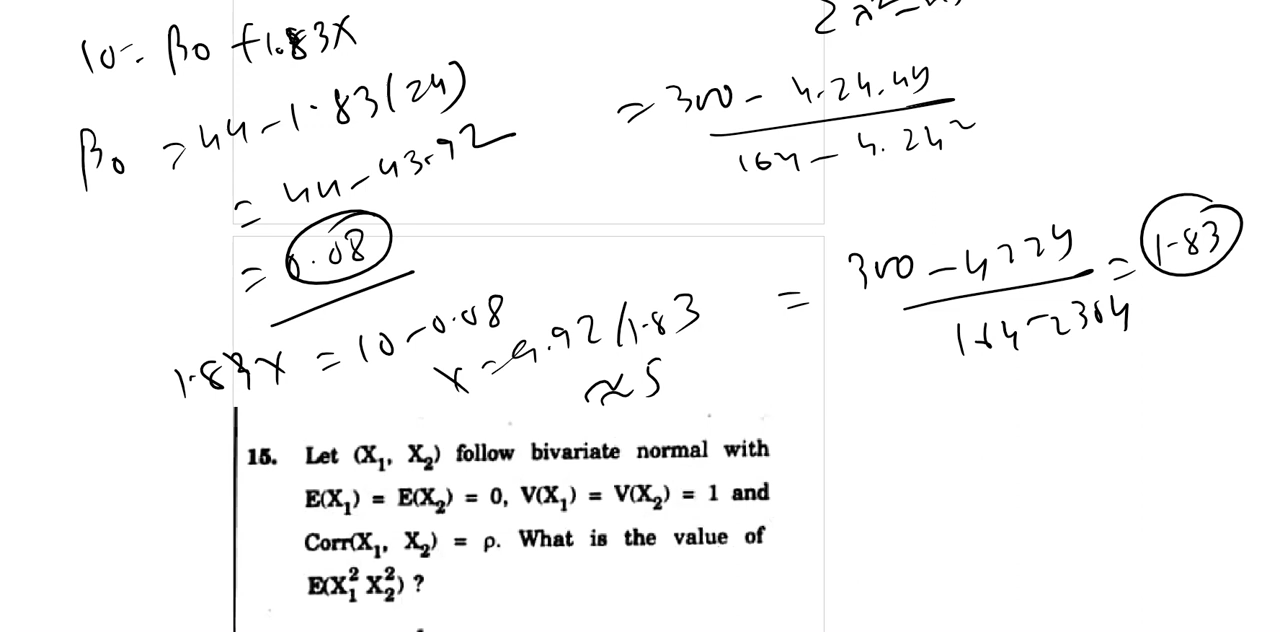 10 = β0 + 1.83X
β0 = 44 - 1.83(24)
= 44 - 43.92
= 0.08
1.83X = 10 - 0.08
X = 9.92/1.83
≈ 5
= 300 - 4.24.44
164 - 4.24²
= 300 - 4224 = 1.83
164 - 2304
15. Let (X₁, X₂) follow bivariate normal with
E(X₁) = E(X₂) = 0, V(X₁) = V(X₂) = 1 and
Corr(X₁, X₂) = ρ. What is the value of
E(X₁² X₂²) ?